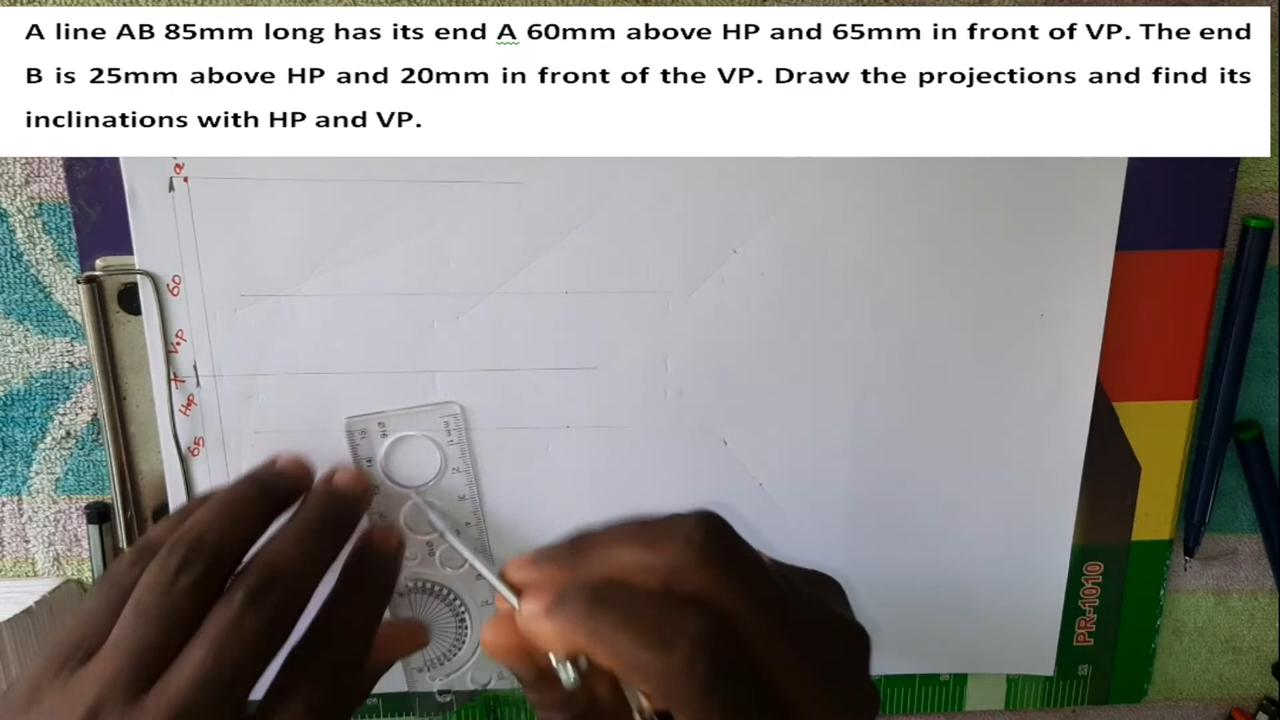 A line AB 85mm long has its end A 60mm above HP and 65mm in front of VP. The end
B is 25mm above HP and 20mm in front of the VP. Draw the projections and find its
inclinations with HP and VP.
a'
60
V.p
X
H.p
65
PR-1010